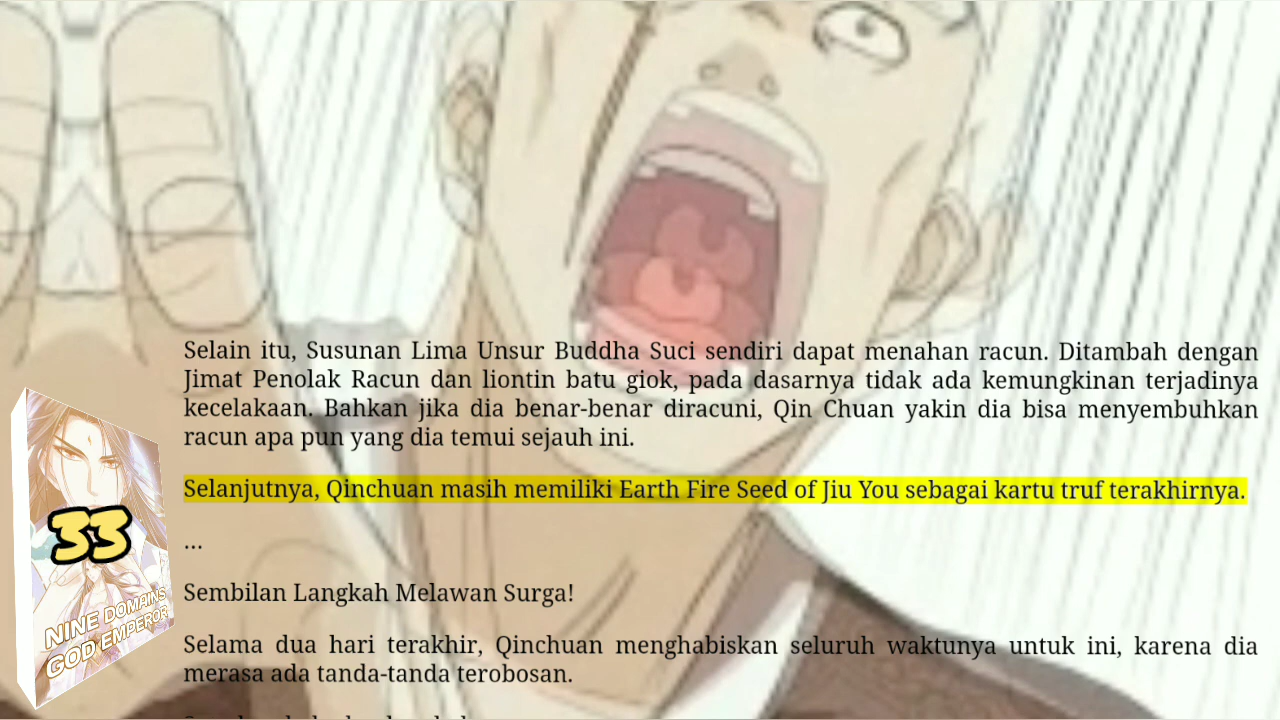 Selain itu, Susunan Lima Unsur Buddha Suci sendiri dapat menahan racun. Ditambah dengan
Jimat Penolak Racun dan liontin batu giok, pada dasarnya tidak ada kemungkinan terjadinya
kecelakaan. Bahkan jika dia benar-benar diracuni, Qin Chuan yakin dia bisa menyembuhkan
racun apa pun yang dia temui sejauh ini.
Selanjutnya, Qinchuan masih memiliki Earth Fire Seed of Jiu You sebagai kartu truf terakhirnya.
...
Sembilan Langkah Melawan Surga!
Selama dua hari terakhir, Qinchuan menghabiskan seluruh waktunya untuk ini, karena dia
merasa ada tanda-tanda terobosan.
33
NINE DOMAINS
GOD EMPEROR